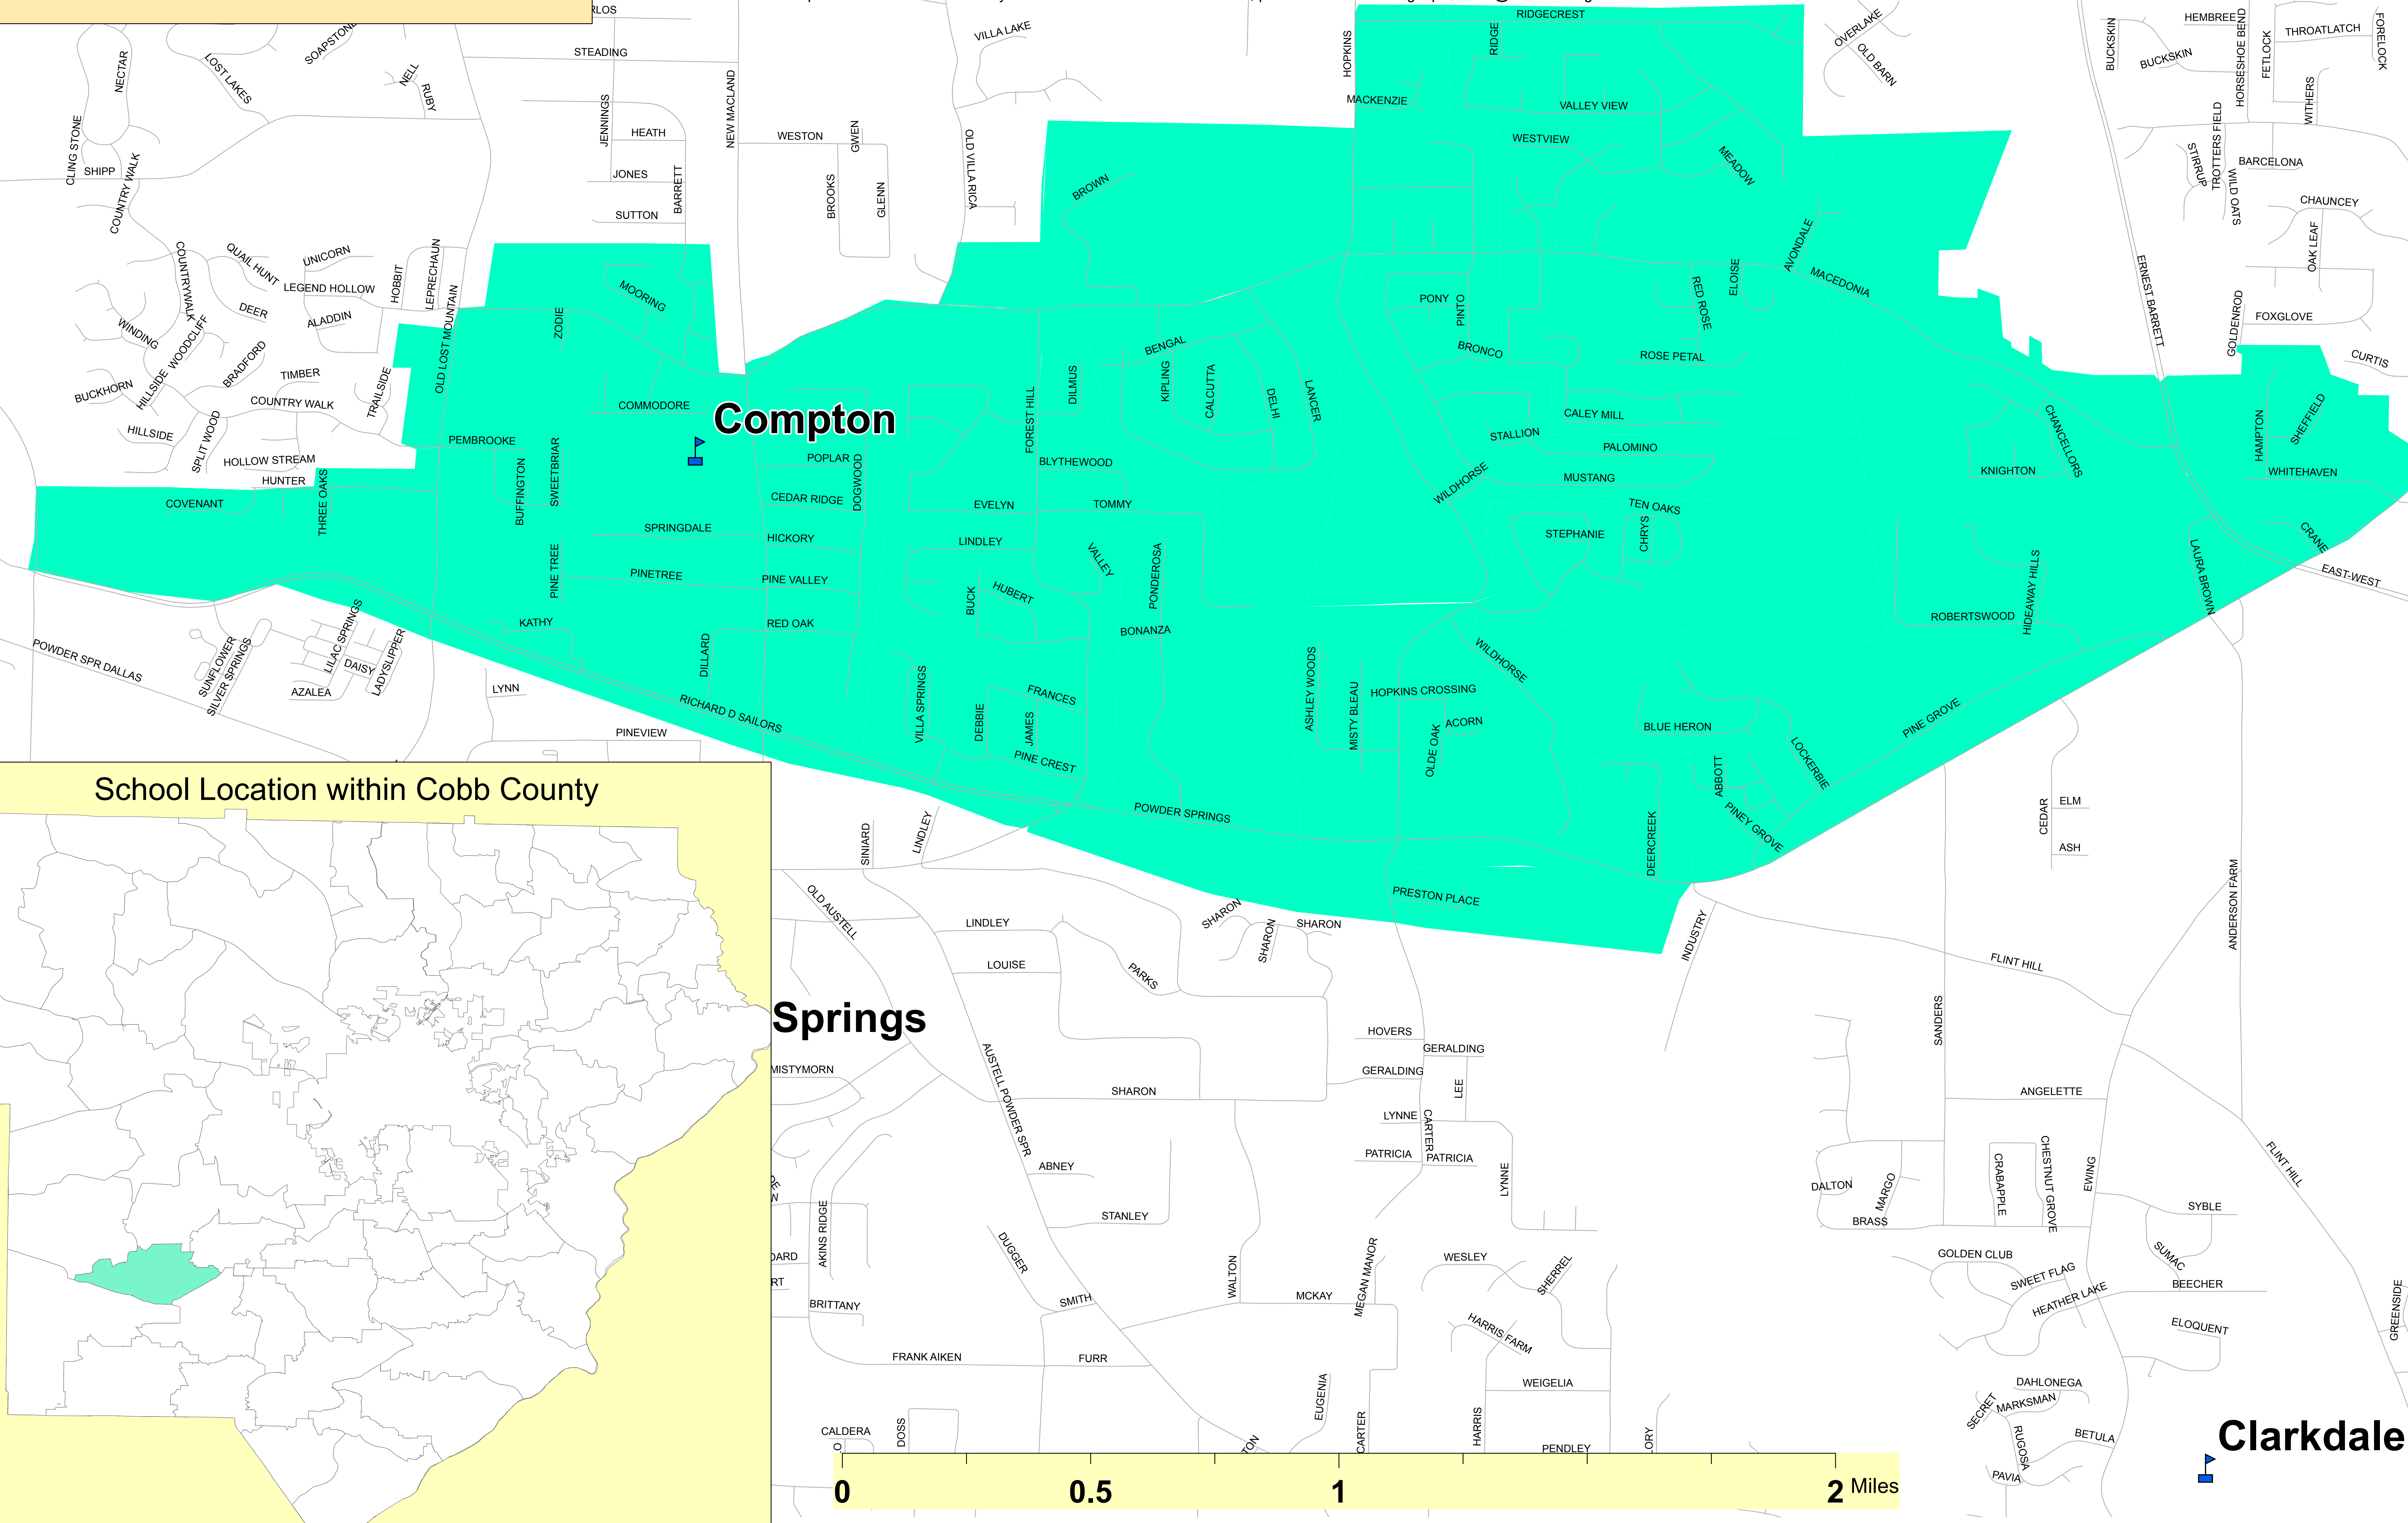 RIDGECREST
STEADING
VILLA LAKE
HOPKINS
RIDGE
OVERLAKE
OLD BARN
BUCKSKIN
HEMBREE
HORSESHOE BEND
FETLOCK
THROATLATCH
FORELOCK
BUCKSKIN
WITHERS
NECTAR
LOST LAKES
SOAPSTONE
NELL
RUBY
JENNINGS
NEW MACLAND
MACKENZIE
VALLEY VIEW
HEATH
WESTON
GWEN
OLD VILLA RICA
WESTVIEW
MEADOW
CLING STONE
SHIPP
COUNTRY WALK
JONES
BARRETT
SUTTON
BROOKS
GLENN
BROWN
STIRRUP
TROTTERS FIELD
WILD OATS
BARCELONA
CHAUNCEY
OAK LEAF
COUNTRYWALK
QUAIL HUNT
UNICORN
LEGEND HOLLOW
HOBBIT
LEPRECHAUN
DEER
ALADDIN
WINDING
WOODCLIFF
OLD LOST MOUNTAIN
ZODIE
MOORING
AVONDALE
MACEDONIA
ELOISE
RED ROSE
PONY
PINTO
BRONCO
ROSE PETAL
ERNEST BARRETT
GOLDENROD
FOXGLOVE
CURTIS
BUCKHORN
HILLSIDE
BRADFORD
TIMBER
COUNTRY WALK
TRAILSIDE
HILLSIDE
SPLIT WOOD
HOLLOW STREAM
HUNTER
COVENANT
THREE OAKS
PEMBROOKE
BUFFINGTON
SWEETBRIAR
COMMODORE
Compton
POPLAR
DOGWOOD
CEDAR RIDGE
FOREST HILL
DILMUS
BENGAL
KIPLING
CALCUTTA
DELHI
LANCER
BLYTHEWOOD
EVELYN
TOMMY
CALEY MILL
STALLION
PALOMINO
MUSTANG
WILDHORSE
TEN OAKS
STEPHANIE
CHRYS
KNIGHTON
CHANCELLORS
HAMPTON
SHEFFIELD
WHITEHAVEN
CRANE
EAST-WEST
LAURA BROWN
HIDEAWAY HILLS
ROBERTSWOOD
SPRINGDALE
HICKORY
LINDLEY
PINE TREE
PINETREE
PINE VALLEY
VALLEY
PONDEROSA
BUCK
HUBERT
BONANZA
KATHY
RED OAK
DILLARD
RICHARD D SAILORS
VILLA SPRINGS
DEBBIE
FRANCES
JAMES
PINE CREST
ASHLEY WOODS
MISTY BLEAU
HOPKINS CROSSING
WILDHORSE
ACORN
OLDE OAK
BLUE HERON
ABBOTT
LOCKERBIE
PINE GROVE
PINEY GROVE
DEERCREEK
POWDER SPRINGS
PRESTON PLACE
POWDER SPR DALLAS
SUNFLOWER
SILVER SPRINGS
LILAC SPRINGS
DAISY
LADYSLIPPER
AZALEA
LYNN
PINEVIEW
School Location within Cobb County
SINIARD
LINDLEY
OLD AUSTELL
LINDLEY
LOUISE
PARKS
SHARON
SHARON
SHARON
INDUSTRY
FLINT HILL
CEDAR
ELM
ASH
ANDERSON FARM
SANDERS
Springs
MISTYMORN
AUSTELL POWDER SPR
SHARON
HOVERS
GERALDING
GERALDING
LEE
LYNNE
CARTER
PATRICIA
PATRICIA
LYNNE
ANGELETTE
ABNEY
STANLEY
AKINS RIDGE
DUGGER
WALTON
SMITH
MCKAY
MEGAN MANOR
BRITTANY
FRANK AIKEN
FURR
WESLEY
SHERREL
HARRIS FARM
WEIGELIA
HARRIS
EUGENIA
CARTER
PENDLEY
CALDERA
DOSS
DALTON
MARGO
BRASS
CRABAPPLE
CHESTNUT GROVE
EWING
SYBLE
SUMAC
FLINT HILL
GOLDEN CLUB
SWEET FLAG
HEATHER LAKE
BEECHER
ELOQUENT
GREENSIDE
DAHLONEGA
MARKSMAN
SECRET
RUGOSA
BETULA
PAVIA
Clarkdale
0 0.5 1 2 Miles